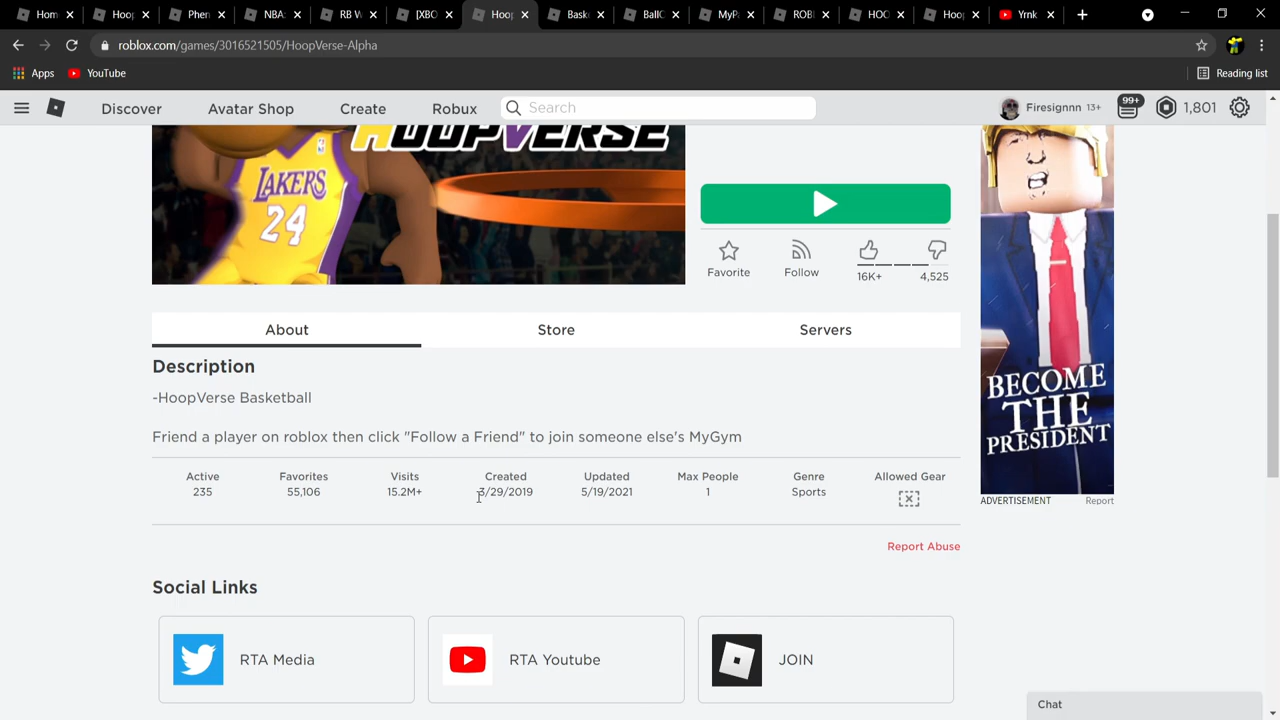 Hom
Hoop
Phen
NBA:
RB W
[XBO
Hoop
Bask
BallC
MyPa
ROBL
HOO
Hoop
Yrnk
roblox.com/games/3016521505/HoopVerse-Alpha
Apps
YouTube
Reading list
Discover
Avatar Shop
Create
Robux
Search
Firesignnn 13+
99+
1,801
HOOPVERSE
LAKERS
24
Favorite
Follow
16K+
4,525
About
Store
Servers
Description
-HoopVerse Basketball
Friend a player on roblox then click "Follow a Friend" to join someone else's MyGym
Active
235
Favorites
55,106
Visits
15.2M+
Created
3/29/2019
Updated
5/19/2021
Max People
1
Genre
Sports
Allowed Gear
BECOME
THE
PRESIDENT
ADVERTISEMENT
Report
Report Abuse
Social Links
RTA Media
RTA Youtube
JOIN
Chat